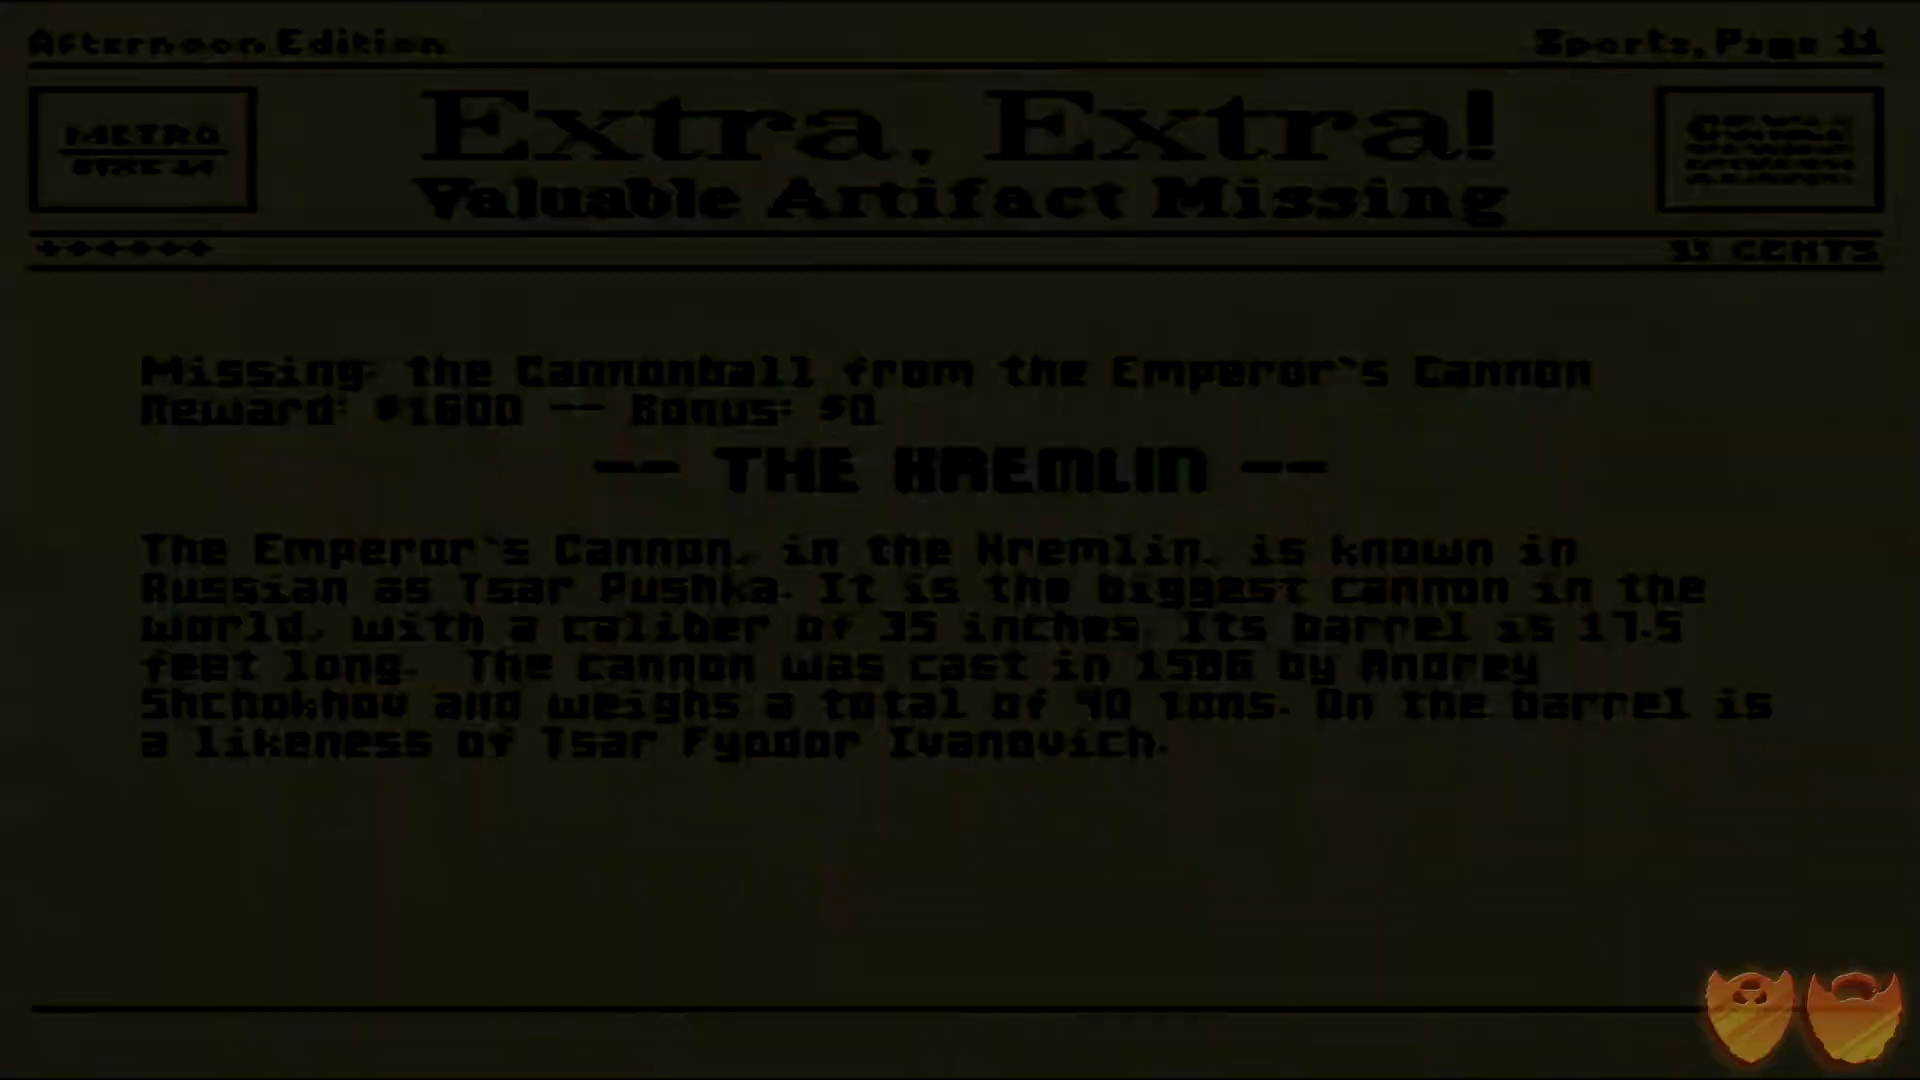 Afternoon Edition
Sports, Page 11
METRO
Extra, Extra!
Valuable Artifact Missing
35 CENTS
Missing: the Cannonball from the Emperor's Cannon
Reward: $1600 -- Bonus: $0
-- THE KREMLIN --
The Emperor's Cannon, in the Kremlin, is known in
Russian as Tsar Pushka. It is the biggest cannon in the
world, with a caliber of 35 inches. Its barrel is 17.5
feet long. The cannon was cast in 1586 by Andrey
Shchokhov and weighs a total of 40 tons. On the barrel is
a likeness of Tsar Fyodor Ivanovich.